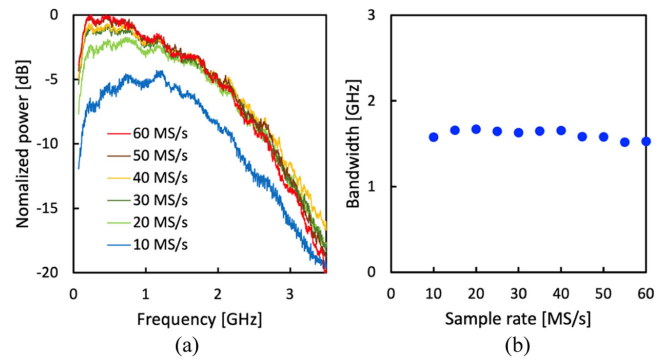 0
-5
-10
-15
-20
Nomalized power [dB]
60 MS/s
50 MS/s
40 MS/s
30 MS/s
20 MS/s
10 MS/s
0
1
2
3
Frequency [GHz]
(a)
3
2
1
0
Bandwidth [GHz]
0
10
20
30
40
50
60
Sample rate [MS/s]
(b)